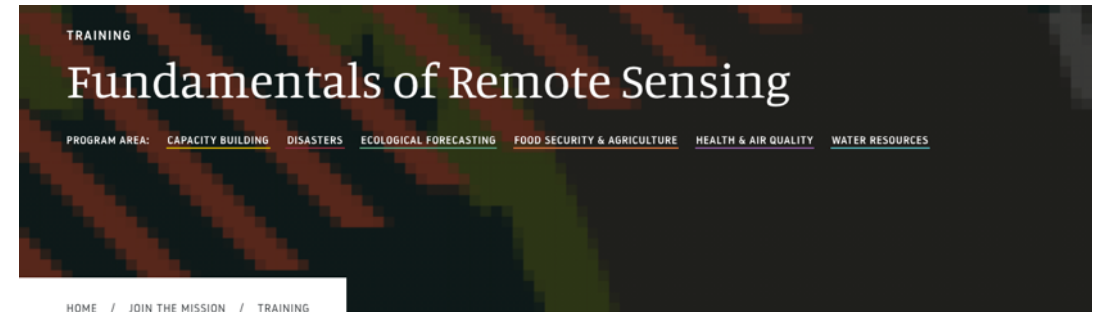 TRAINING
Fundamentals of Remote Sensing
PROGRAM AREA: CAPACITY BUILDING DISASTERS ECOLOGICAL FORECASTING FOOD SECURITY & AGRICULTURE HEALTH & AIR QUALITY WATER RESOURCES
HOME / JOIN THE MISSION / TRAINING